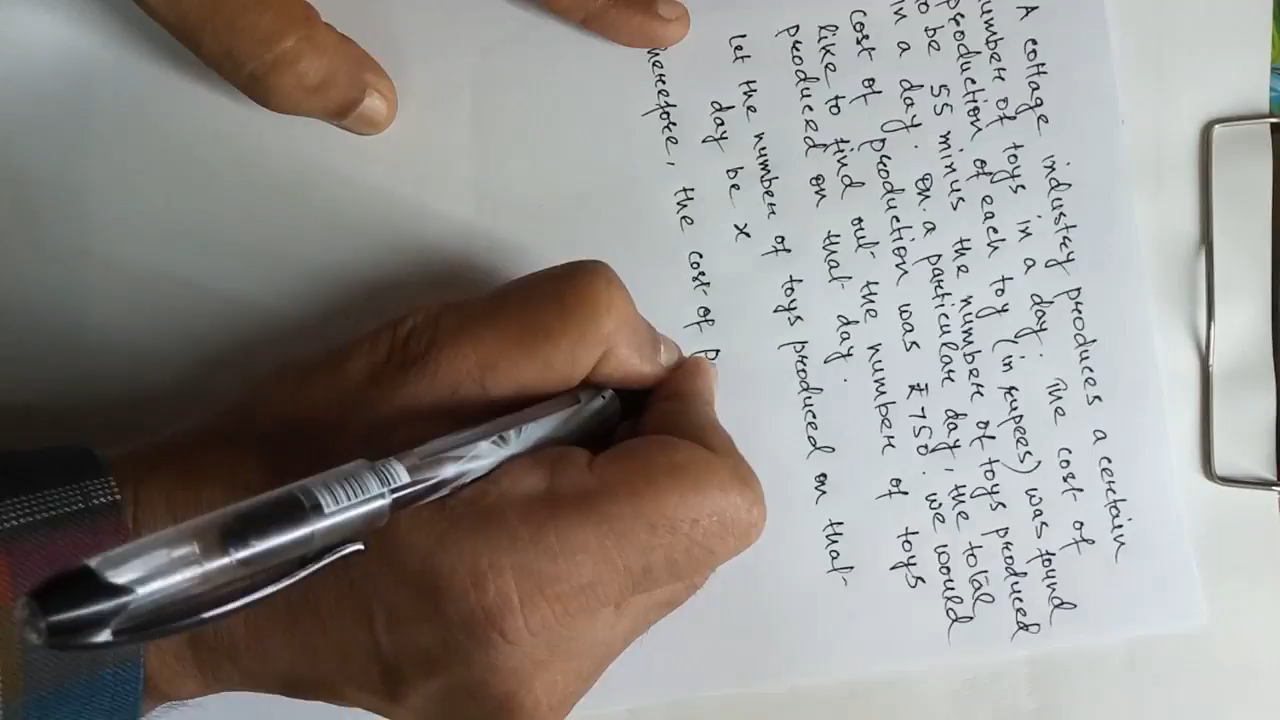 A cottage industry produces a certain
number of toys in a day. The cost of
production of each toy (in rupees) was found
to be 55 minus the number of toys produced
in a day. On a particular day, the total
cost of production was ₹ 750. We would
like to find out the number of toys
produced on that day.
Let the number of toys produced on that
day be x
herefore, the cost of p